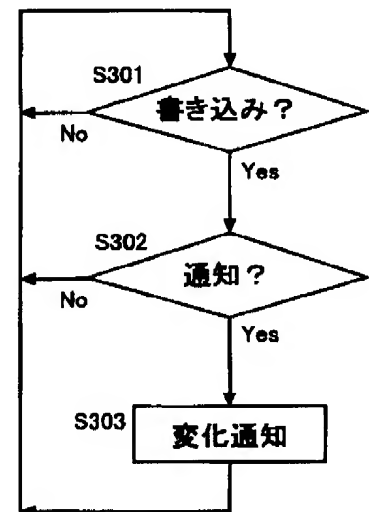 S301
書き込み？
No
Yes
S302
通知？
No
Yes
S303
変化通知